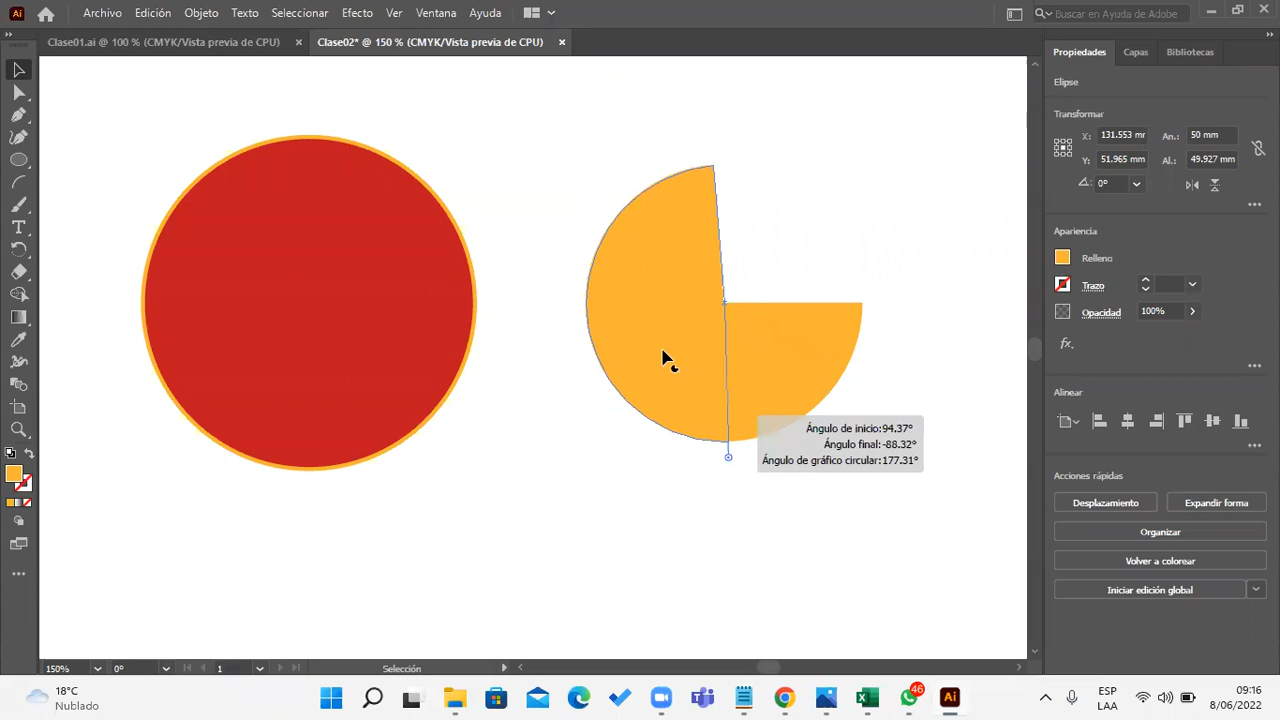 Ai
Archivo Edición Objeto Texto Seleccionar Efecto Ver Ventana Ayuda
Buscar en Ayuda de Adobe
Clase01.ai @ 100 % (CMYK/Vista previa de CPU)
Clase02* @ 150 % (CMYK/Vista previa de CPU)
Propiedades Capas Bibliotecas
Elipse
Transformar
X: 131.553 mr An.: 50 mm
Y: 51.965 mm Al.: 49.927 mm
0°
Apariencia
Relleno
Trazo
Opacidad 100%
fx.
Alinear
Ángulo de inicio:94.37°
Ángulo final:-88.32°
Ángulo de gráfico circular:177.31°
Acciones rápidas
Desplazamiento Expandir forma
Organizar
Volver a colorear
Iniciar edición global
150% 0° 1 Selección
18°C
Nublado
46
Ai
ESP
LAA
09:16
8/06/2022